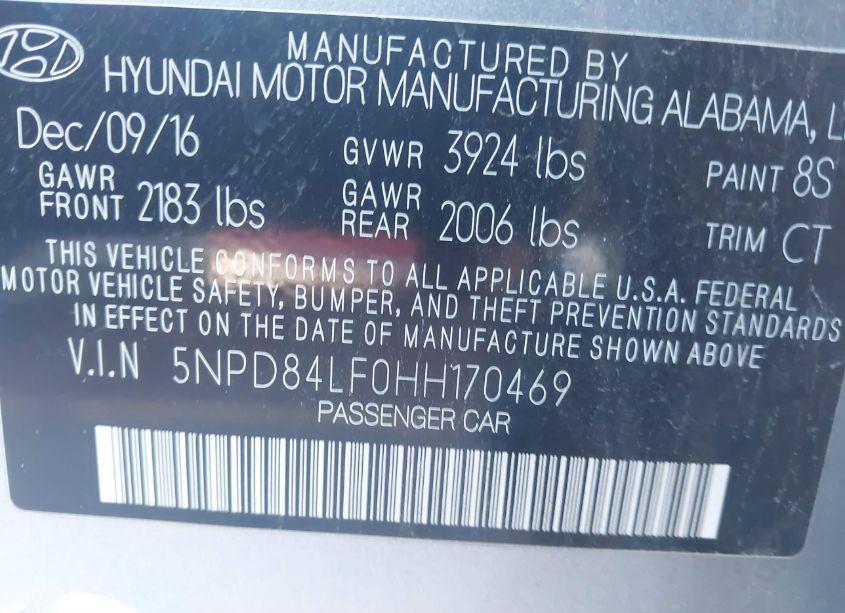 MANUFACTURED BY
HYUNDAI MOTOR MANUFACTURING ALABAMA,
Dec/09/16 GVWR 3924 lbs PAINT 8S
GAWR FRONT 2183 lbs GAWR REAR 2006 lbs TRIM CT
THIS VEHICLE CONFORMS TO ALL APPLICABLE U.S.A. FEDERAL
MOTOR VEHICLE SAFETY, BUMPER, AND THEFT PREVENTION STANDARDS
IN EFFECT ON THE DATE OF MANUFACTURE SHOWN ABOVE
V.I.N 5NPD84LF0HH170469
PASSENGER CAR